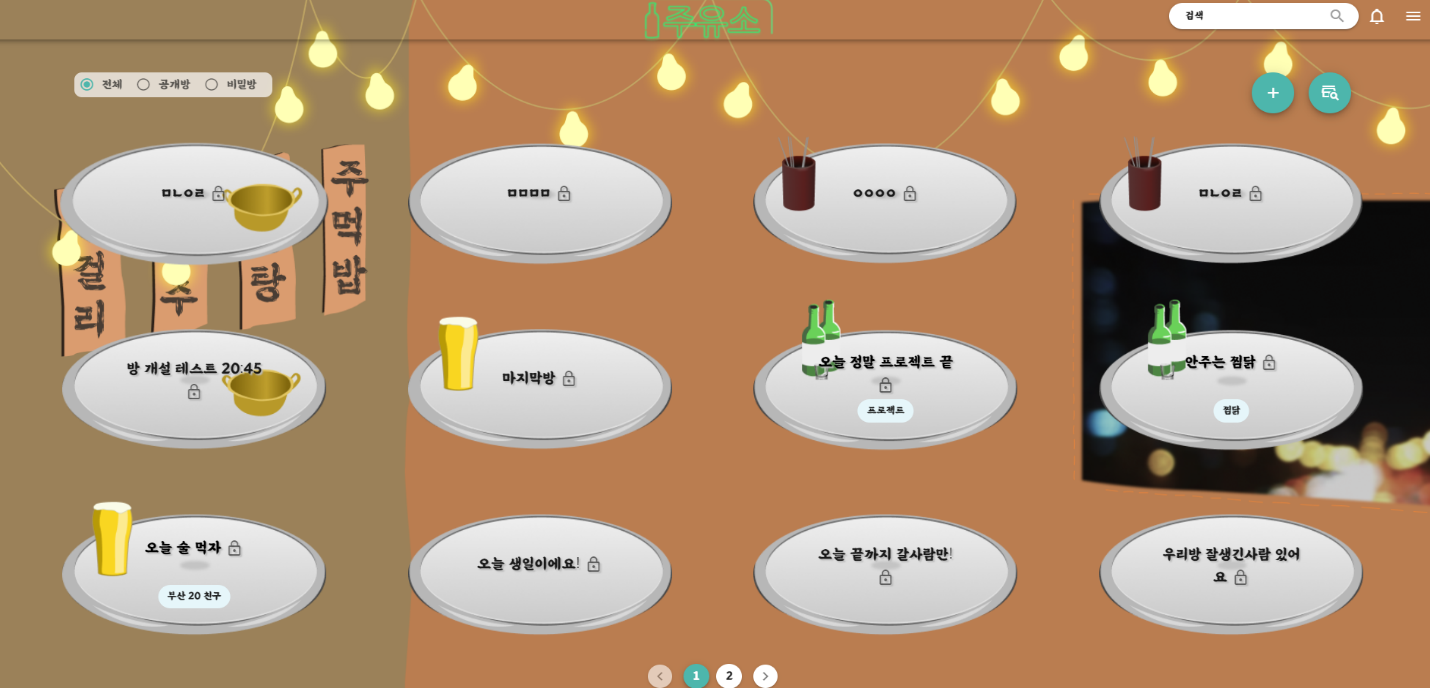 주유소
검색
전체 공개방 비밀방
주먹밥
탕
수
걸리
ㅁㄴㅇㄹ
ㅁㅁㅁㅁ
ㅇㅇㅇㅇ
ㅁㄴㅇㄹ
방 개설 테스트 20:45
마지막방
오늘 정말 프로젝트 끝
프로젝트
안주는 찜닭
찜닭
오늘 술 먹자
부산 20 친구
오늘 생일이에요!
오늘 끝까지 갈사람만!
우리방 잘생긴사람 있어
요
1 2